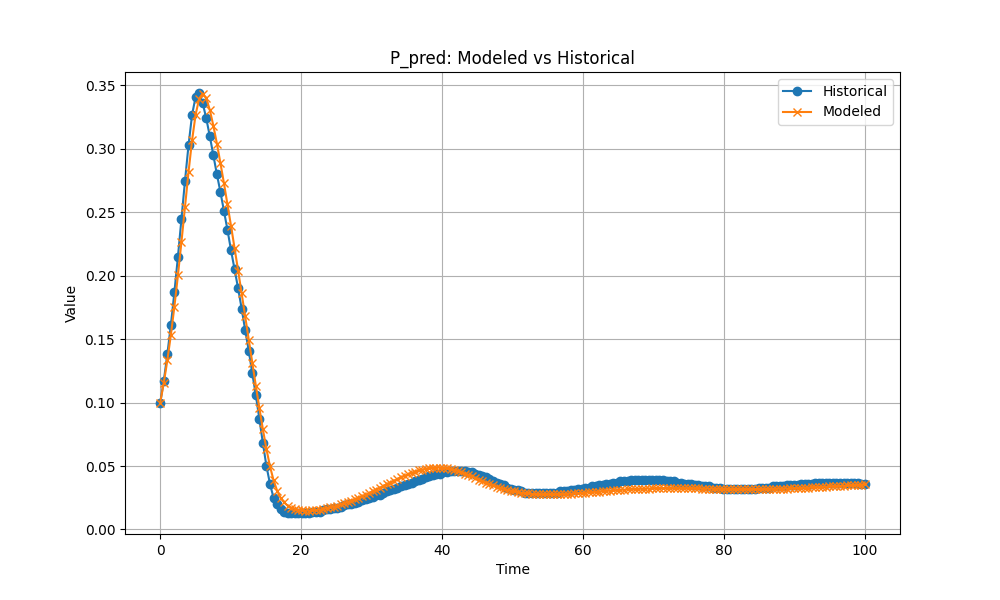 P_pred: Modeled vs Historical
Historical
Modeled
Value
0.35
0.30
0.25
0.20
0.15
0.10
0.05
0.00
0 20 40 60 80 100
Time